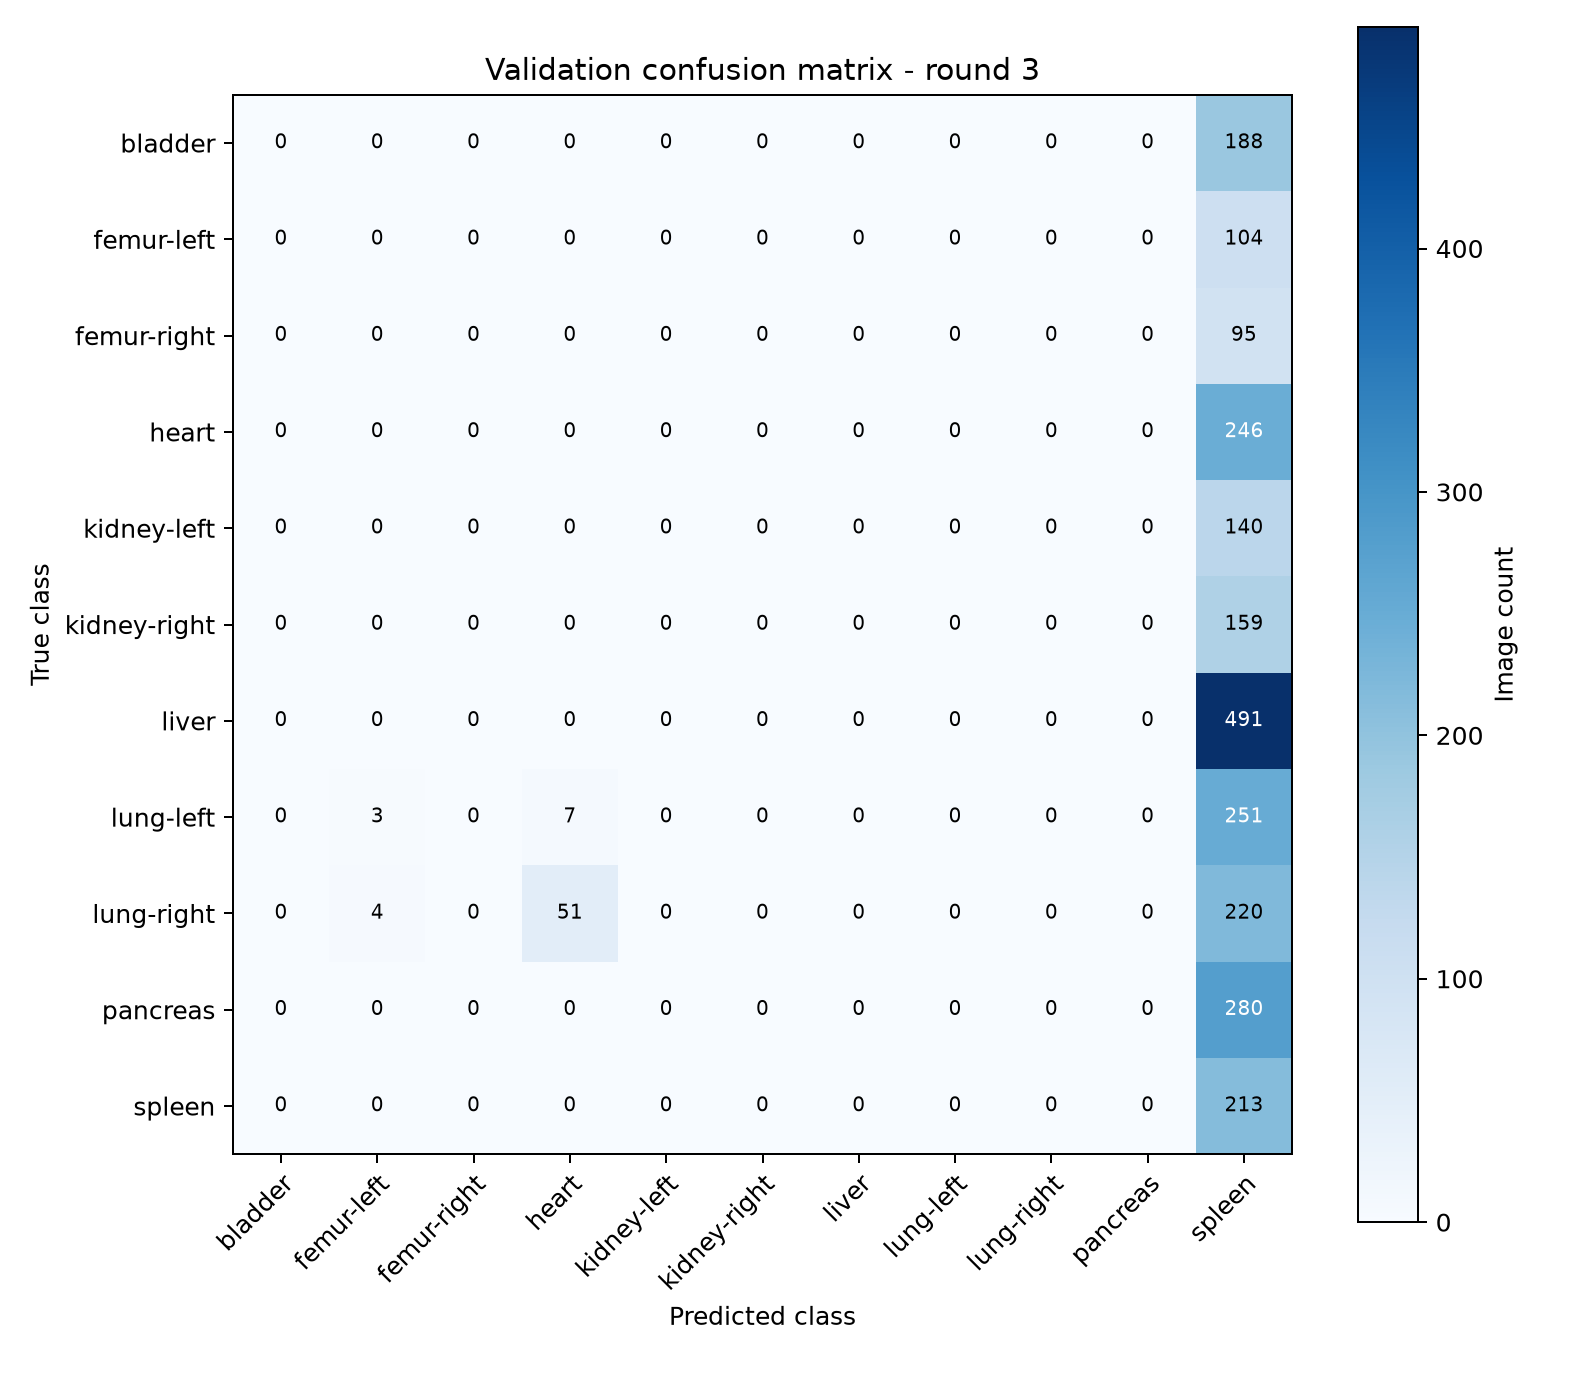 Validation confusion matrix - round 3
True class
bladder 0 0 0 0 0 0 0 0 0 0 188
femur-left 0 0 0 0 0 0 0 0 0 0 104
femur-right 0 0 0 0 0 0 0 0 0 0 95
heart 0 0 0 0 0 0 0 0 0 0 246
kidney-left 0 0 0 0 0 0 0 0 0 0 140
kidney-right 0 0 0 0 0 0 0 0 0 0 159
liver 0 0 0 0 0 0 0 0 0 0 491
lung-left 0 3 0 7 0 0 0 0 0 0 251
lung-right 0 4 0 51 0 0 0 0 0 0 220
pancreas 0 0 0 0 0 0 0 0 0 0 280
spleen 0 0 0 0 0 0 0 0 0 0 213
bladder
femur-left
femur-right
heart
kidney-left
kidney-right
liver
lung-left
lung-right
pancreas
spleen
Predicted class
400
300
200
100
0
Image count